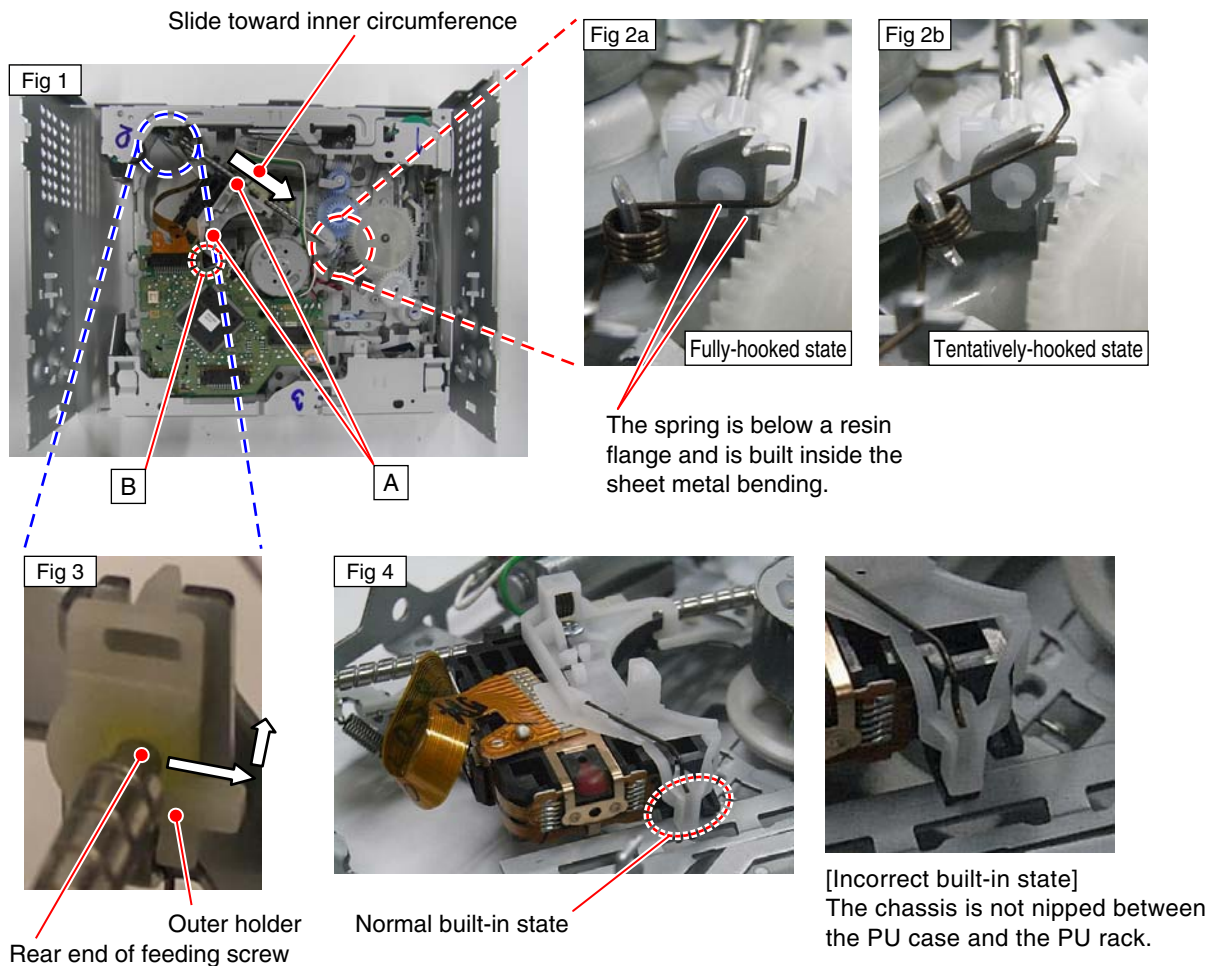 Slide toward inner circumference
Fig 1
Fig 2a
Fig 2b
Fully-hooked state
Tentatively-hooked state
The spring is below a resin
flange and is built inside the
sheet metal bending.
B
A
Fig 3
Fig 4
Outer holder
Rear end of feeding screw
Normal built-in state
[Incorrect built-in state]
The chassis is not nipped between
the PU case and the PU rack.